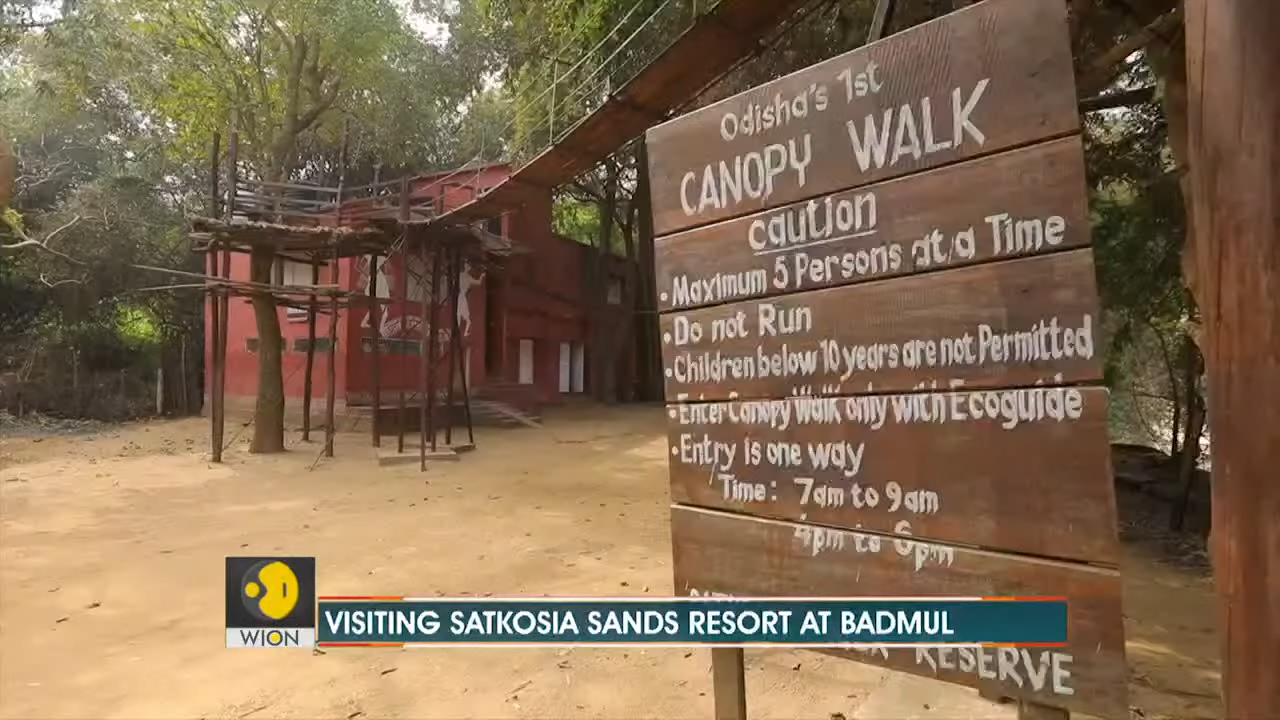 Odisha's 1st
CANOPY WALK
caution
• Maximum 5 Persons at a Time
• Do not Run
• Children below 10 years are not Permitted
• Enter Canopy Walk only with Ecoguide
• Entry is one way
Time: 7am to 9am
4pm to 6pm
RESERVE
WION
VISITING SATKOSIA SANDS RESORT AT BADMUL